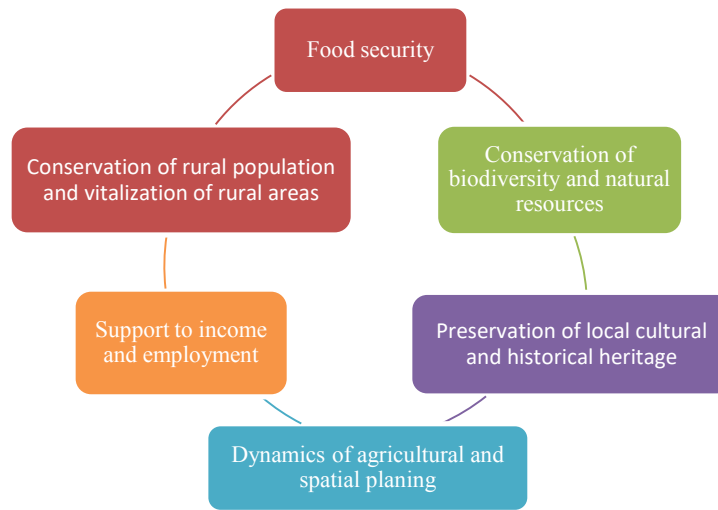 Food security
Conservation of
biodiversity and natural
resources
Preservation of local cultural
and historical heritage
Dynamics of agricultural and
spatial planing
Support to income
and employment
Conservation of rural population
and vitalization of rural areas